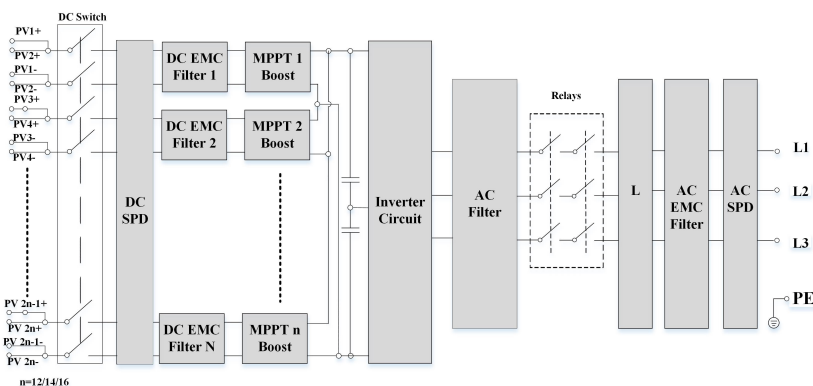 DC Switch
PV1+
PV2+
PV1-
PV2-
PV3+
PV4+
PV3-
PV4-
PV 2n-1+
PV 2n+
PV 2n-1-
PV 2n-
n=12/14/16
DC
SPD
DC EMC
Filter 1
MPPT 1
Boost
DC EMC
Filter 2
MPPT 2
Boost
DC EMC
Filter N
MPPT n
Boost
Inverter
Circuit
AC
Filter
Relays
L
AC
EMC
Filter
AC
SPD
L1
L2
L3
PE